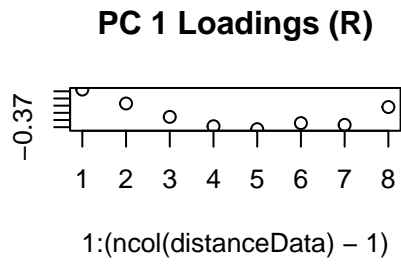 PC 1 Loadings (R)
−0.37
1 2 3 4 5 6 7 8
1:(ncol(distanceData) − 1)